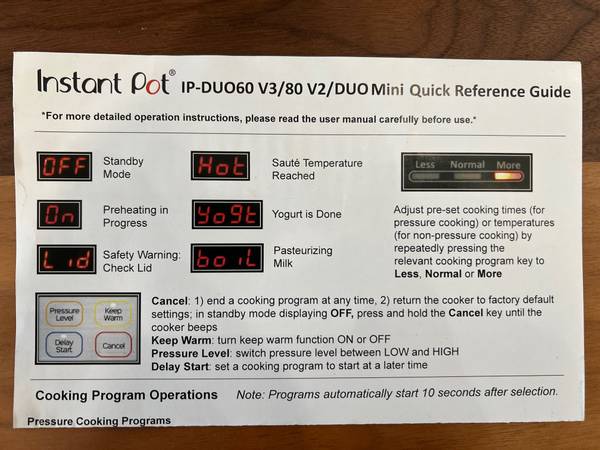 Instant Pot® IP-DUO60 V3/80 V2/DUO Mini Quick Reference Guide
*For more detailed operation instructions, please read the user manual carefully before use.*
OFF
Standby
Mode
Hot
Sauté Temperature
Reached
Less Normal More
On
Preheating in
Progress
Yogt
Yogurt is Done
Lid
Safety Warning:
Check Lid
boil
Pasteurizing
Milk
Adjust pre-set cooking times (for
pressure cooking) or temperatures
(for non-pressure cooking) by
repeatedly pressing the
relevant cooking program key to
Less, Normal or More
Pressure
Level
Keep
Warm
Delay
Start
Cancel
Cancel: 1) end a cooking program at any time, 2) return the cooker to factory default
settings; in standby mode displaying OFF, press and hold the Cancel key until the
cooker beeps
Keep Warm: turn keep warm function ON or OFF
Pressure Level: switch pressure level between LOW and HIGH
Delay Start: set a cooking program to start at a later time
Cooking Program Operations Note: Programs automatically start 10 seconds after selection.
Pressure Cooking Programs